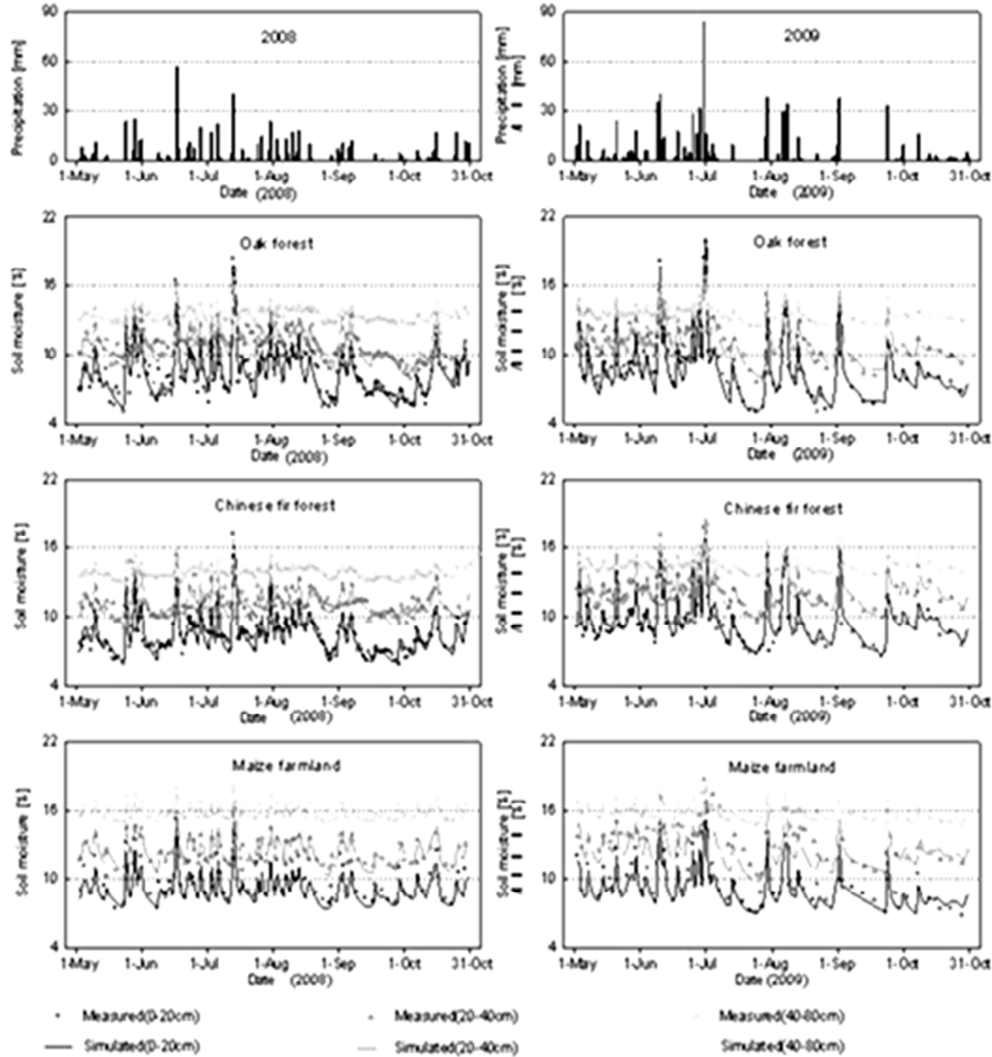 2008
2009
Precipitation [mm]
Precipitation [mm]
[mm]
90
60
30
0
90
60
30
0
1-May 1-Jun 1-Jul 1-Aug 1-Sep 1-Oct 31-Oct
1-May 1-Jun 1-Jul 1-Aug 1-Sep 1-Oct 31-Oct
Date (2008)
Date (2009)
Oak forest
Oak forest
Soil moisture [%]
Soil moisture [%]
[%]
22
16
10
4
22
16
10
4
1-May 1-Jun 1-Jul 1-Aug 1-Sep 1-Oct 31-Oct
1-May 1-Jun 1-Jul 1-Aug 1-Sep 1-Oct 31-Oct
Date (2008)
Date (2009)
Chinese fir forest
Chinese fir forest
Soil moisture [%]
Soil moisture [%]
[%]
22
16
10
4
22
16
10
4
1-May 1-Jun 1-Jul 1-Aug 1-Sep 1-Oct 31-Oct
1-May 1-Jun 1-Jul 1-Aug 1-Sep 1-Oct 31-Oct
Date (2008)
Date (2009)
Maize farmland
Maize farmland
Soil moisture [%]
Soil moisture [%]
[%]
22
16
10
4
22
16
10
4
1-May 1-Jun 1-Jul 1-Aug 1-Sep 1-Oct 31-Oct
1-May 1-Jun 1-Jul 1-Aug 1-Sep 1-Oct 31-Oct
Date (2008)
Date (2009)
Measured(0-20cm) Measured(20-40cm) Measured(40-80cm)
Simulated(0-20cm) Simulated(20-40cm) Simulated(40-80cm)